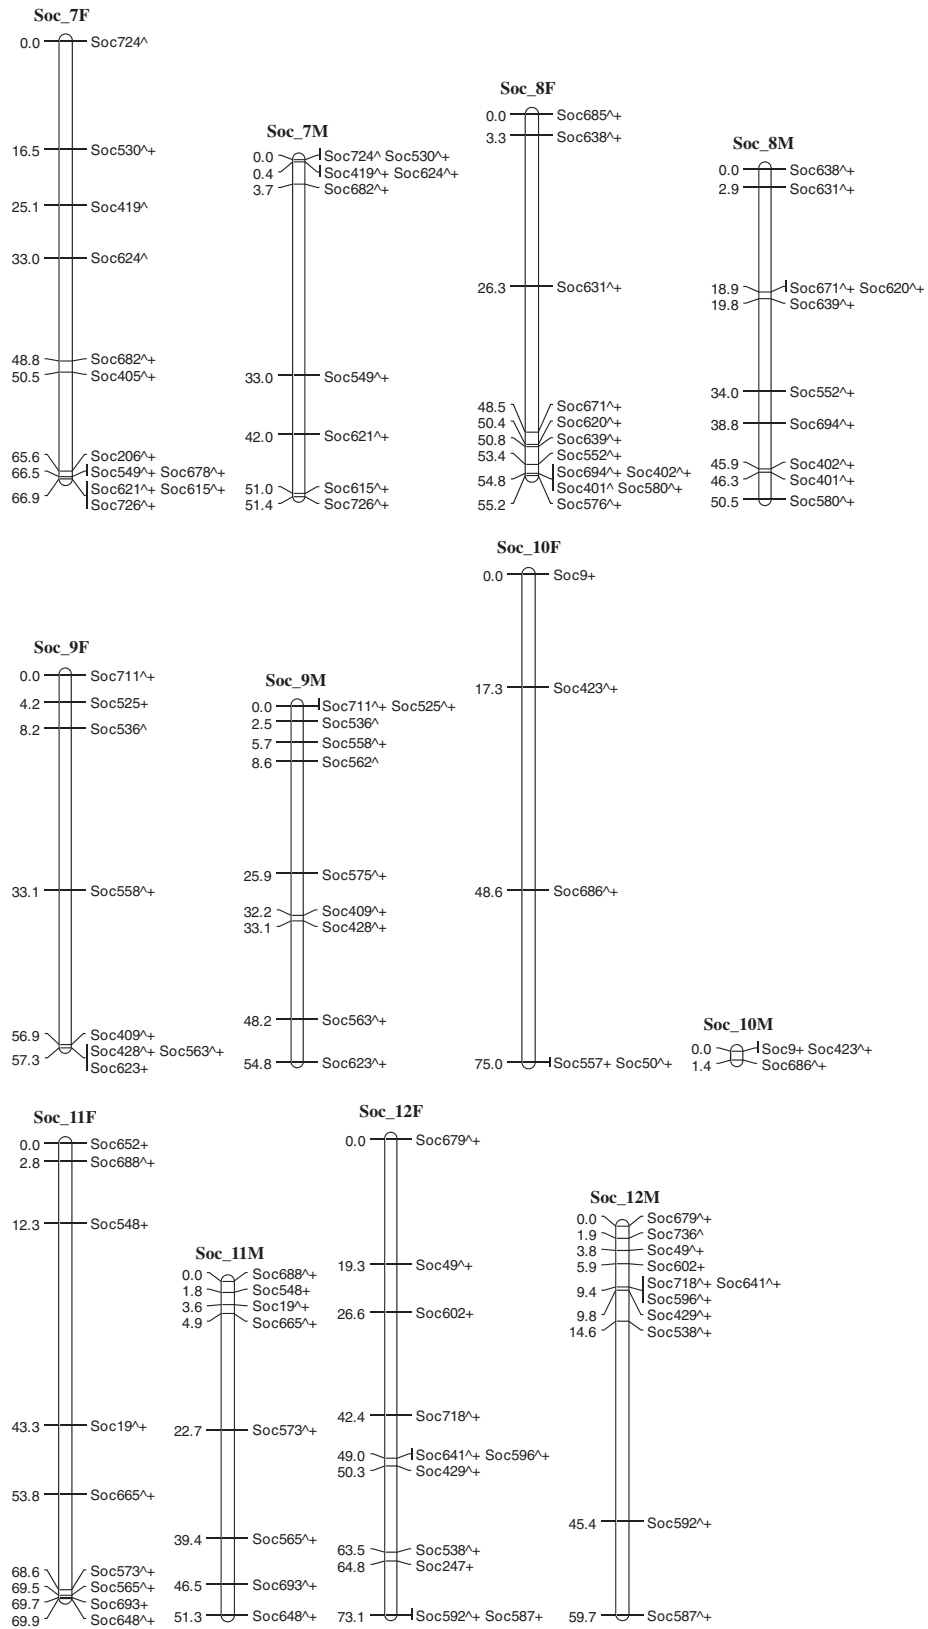 Soc_7F
0.0 Soc724^
16.5 Soc530^+
25.1 Soc419^
33.0 Soc624^
48.8 Soc682^+
50.5 Soc405^+
65.6 Soc206^+
66.5 Soc549^+ Soc678^+
66.9 Soc621^+ Soc615^+
Soc726^+
Soc_7M
0.0 Soc724^ Soc530^+
0.4 Soc419^+ Soc624^+
3.7 Soc682^+
33.0 Soc549^+
42.0 Soc621^+
51.0 Soc615^+
51.4 Soc726^+
Soc_8F
0.0 Soc685^+
3.3 Soc638^+
26.3 Soc631^+
48.5 Soc671^+
50.4 Soc620^+
50.8 Soc639^+
53.4 Soc552^+
54.8 Soc694^+ Soc402^+
Soc401^ Soc580^+
55.2 Soc576^+
Soc_8M
0.0 Soc638^+
2.9 Soc631^+
18.9 Soc671^+ Soc620^+
19.8 Soc639^+
34.0 Soc552^+
38.8 Soc694^+
45.9 Soc402^+
46.3 Soc401^+
50.5 Soc580^+
Soc_9F
0.0 Soc711^+
4.2 Soc525+
8.2 Soc536^
33.1 Soc558^+
56.9 Soc409^+
57.3 Soc428^+ Soc563^+
Soc623+
Soc_9M
0.0 Soc711^+ Soc525^+
2.5 Soc536^
5.7 Soc558^+
8.6 Soc562^
25.9 Soc575^+
32.2 Soc409^+
33.1 Soc428^+
48.2 Soc563^+
54.8 Soc623^+
Soc_10F
0.0 Soc9+
17.3 Soc423^+
48.6 Soc686^+
75.0 Soc557+ Soc50^+
Soc_10M
0.0 Soc9+ Soc423^+
1.4 Soc686^+
Soc_11F
0.0 Soc652+
2.8 Soc688^+
12.3 Soc548+
43.3 Soc19^+
53.8 Soc665^+
68.6 Soc573^+
69.5 Soc565^+
69.7 Soc693+
69.9 Soc648^+
Soc_11M
0.0 Soc688^+
1.8 Soc548+
3.6 Soc19^+
4.9 Soc665^+
22.7 Soc573^+
39.4 Soc565^+
46.5 Soc693^+
51.3 Soc648^+
Soc_12F
0.0 Soc679^+
19.3 Soc49^+
26.6 Soc602+
42.4 Soc718^+
49.0 Soc641^+ Soc596^+
50.3 Soc429^+
63.5 Soc538^+
64.8 Soc247+
73.1 Soc592^+ Soc587+
Soc_12M
0.0 Soc679^+
1.9 Soc736^
3.8 Soc49^+
5.9 Soc602+
9.4 Soc718^+ Soc641^+
Soc596^+
9.8 Soc429^+
14.6 Soc538^+
45.4 Soc592^+
59.7 Soc587^+